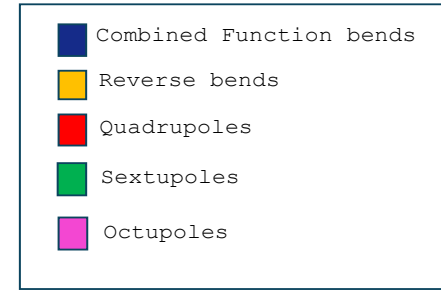 Combined Function bends
Reverse bends
Quadrupoles
Sextupoles
Octupoles